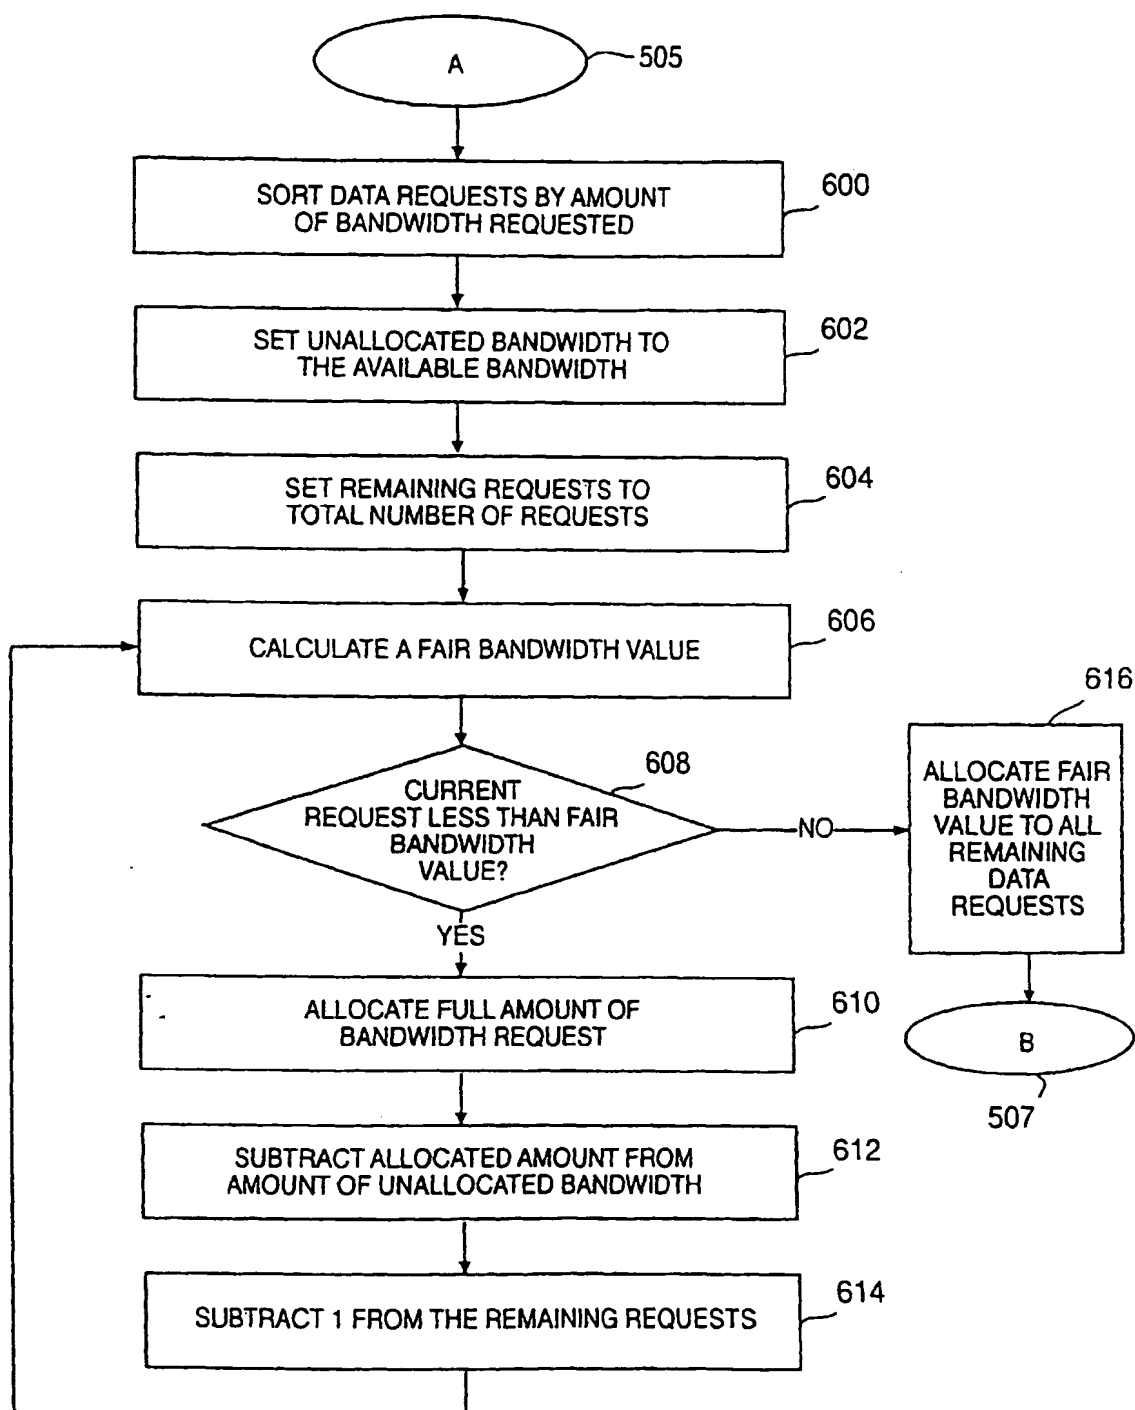 A
505
SORT DATA REQUESTS BY AMOUNT
OF BANDWIDTH REQUESTED
600
SET UNALLOCATED BANDWIDTH TO
THE AVAILABLE BANDWIDTH
602
SET REMAINING REQUESTS TO
TOTAL NUMBER OF REQUESTS
604
CALCULATE A FAIR BANDWIDTH VALUE
606
CURRENT
REQUEST LESS THAN FAIR
BANDWIDTH
VALUE?
608
NO
616
ALLOCATE FAIR
BANDWIDTH
VALUE TO ALL
REMAINING
DATA
REQUESTS
YES
ALLOCATE FULL AMOUNT OF
BANDWIDTH REQUEST
610
B
507
SUBTRACT ALLOCATED AMOUNT FROM
AMOUNT OF UNALLOCATED BANDWIDTH
612
SUBTRACT 1 FROM THE REMAINING REQUESTS
614